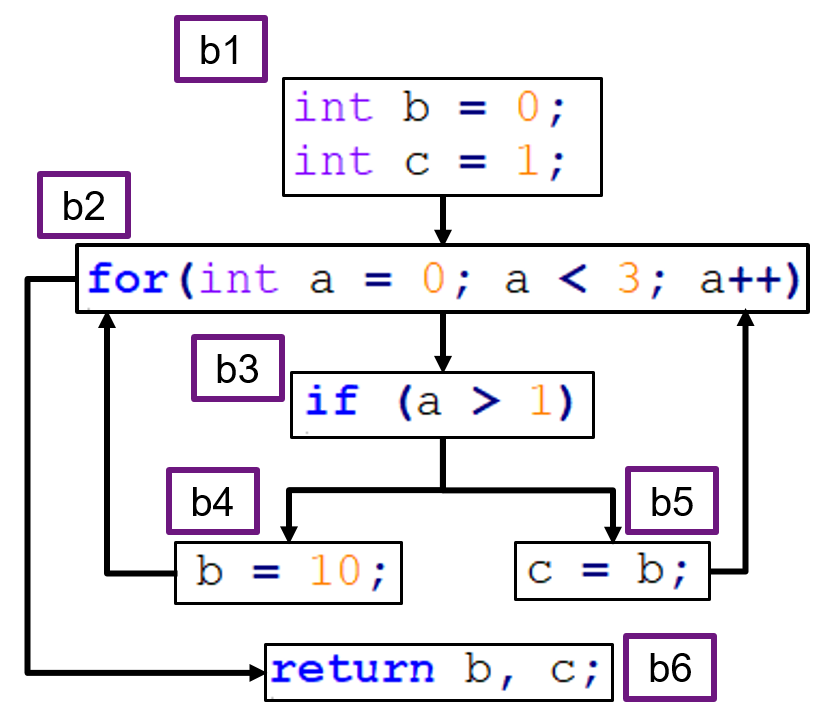 b1
int b = 0;
int c = 1;
b2
for(int a = 0; a < 3; a++)
b3
if (a > 1)
b4
b = 10;
b5
c = b;
return b, c;
b6